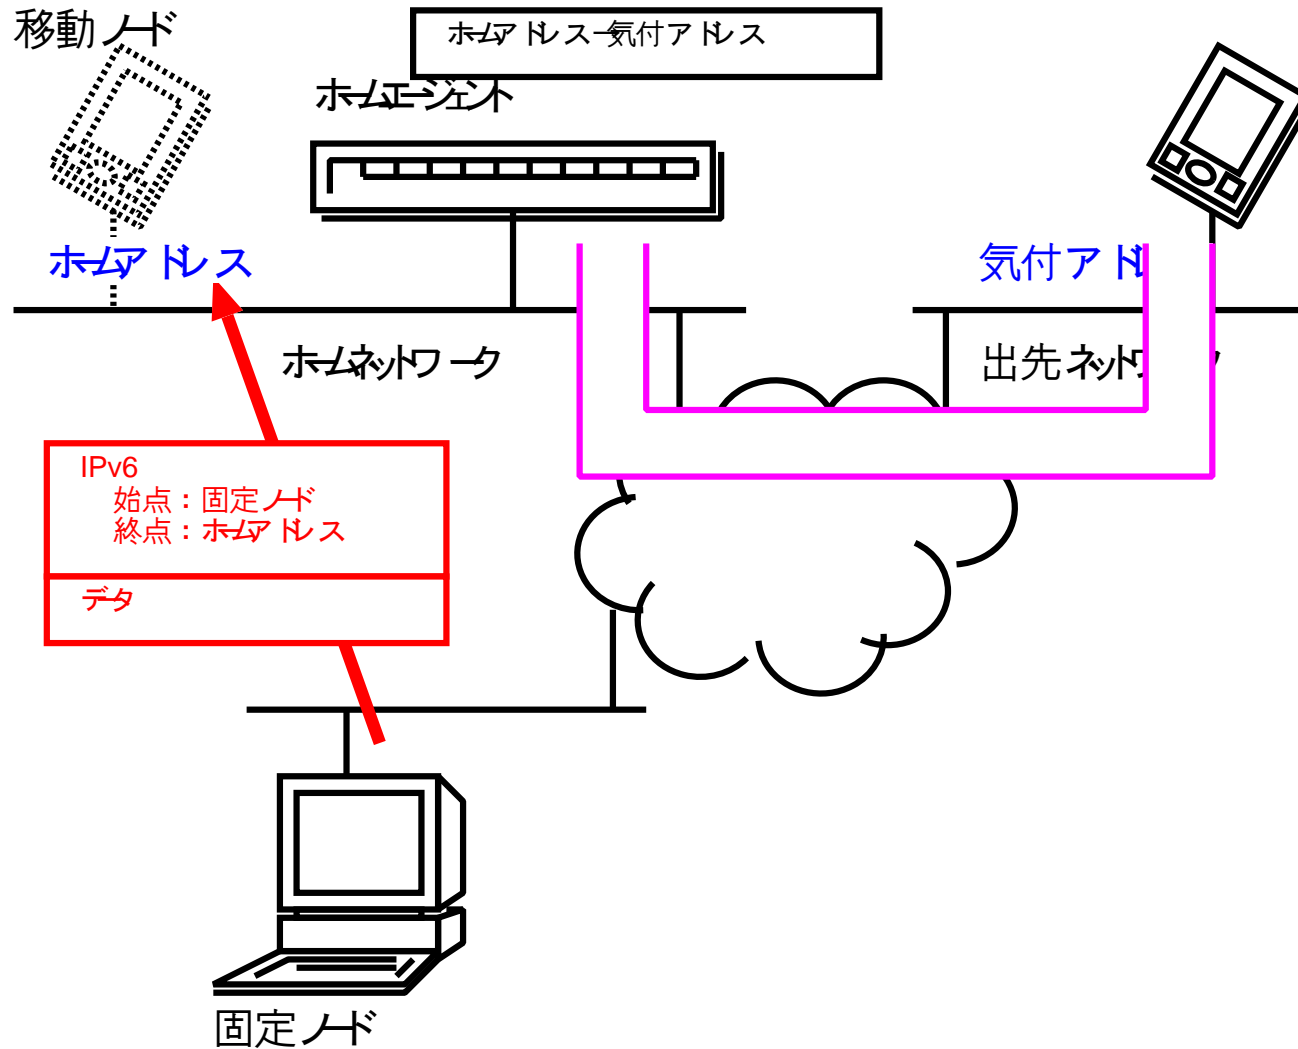 移動ノード
ホームアドレス→気付アドレス
ホームエージェント
ホームアドレス
気付アド
ホームネットワーク
出先ネットワーク
IPv6
始点：固定ノード
終点：ホームアドレス
データ
固定ノード